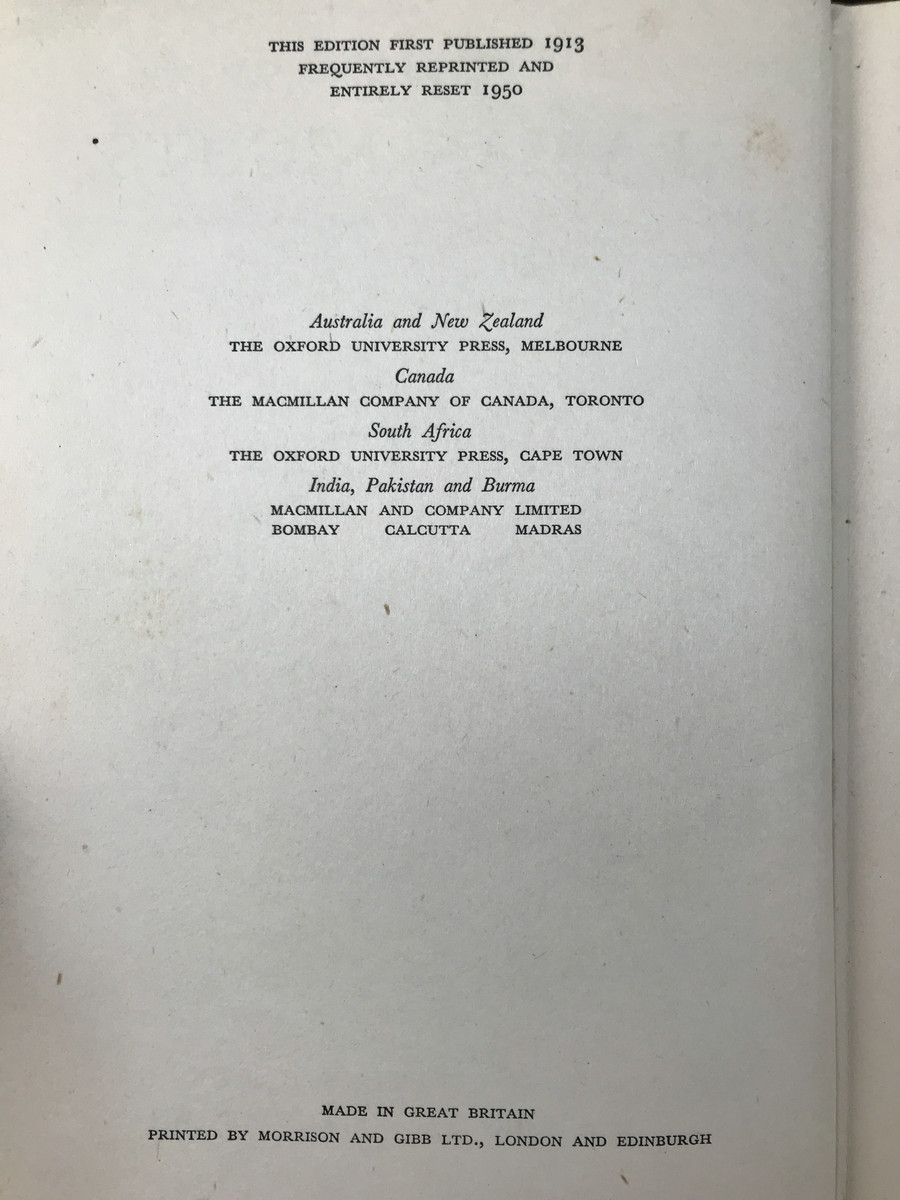 THIS EDITION FIRST PUBLISHED 1913
FREQUENTLY REPRINTED AND
ENTIRELY RESET 1950
Australia and New Zealand
THE OXFORD UNIVERSITY PRESS, MELBOURNE
Canada
THE MACMILLAN COMPANY OF CANADA, TORONTO
South Africa
THE OXFORD UNIVERSITY PRESS, CAPE TOWN
India, Pakistan and Burma
MACMILLAN AND COMPANY LIMITED
BOMBAY CALCUTTA MADRAS
MADE IN GREAT BRITAIN
PRINTED BY MORRISON AND GIBB LTD., LONDON AND EDINBURGH